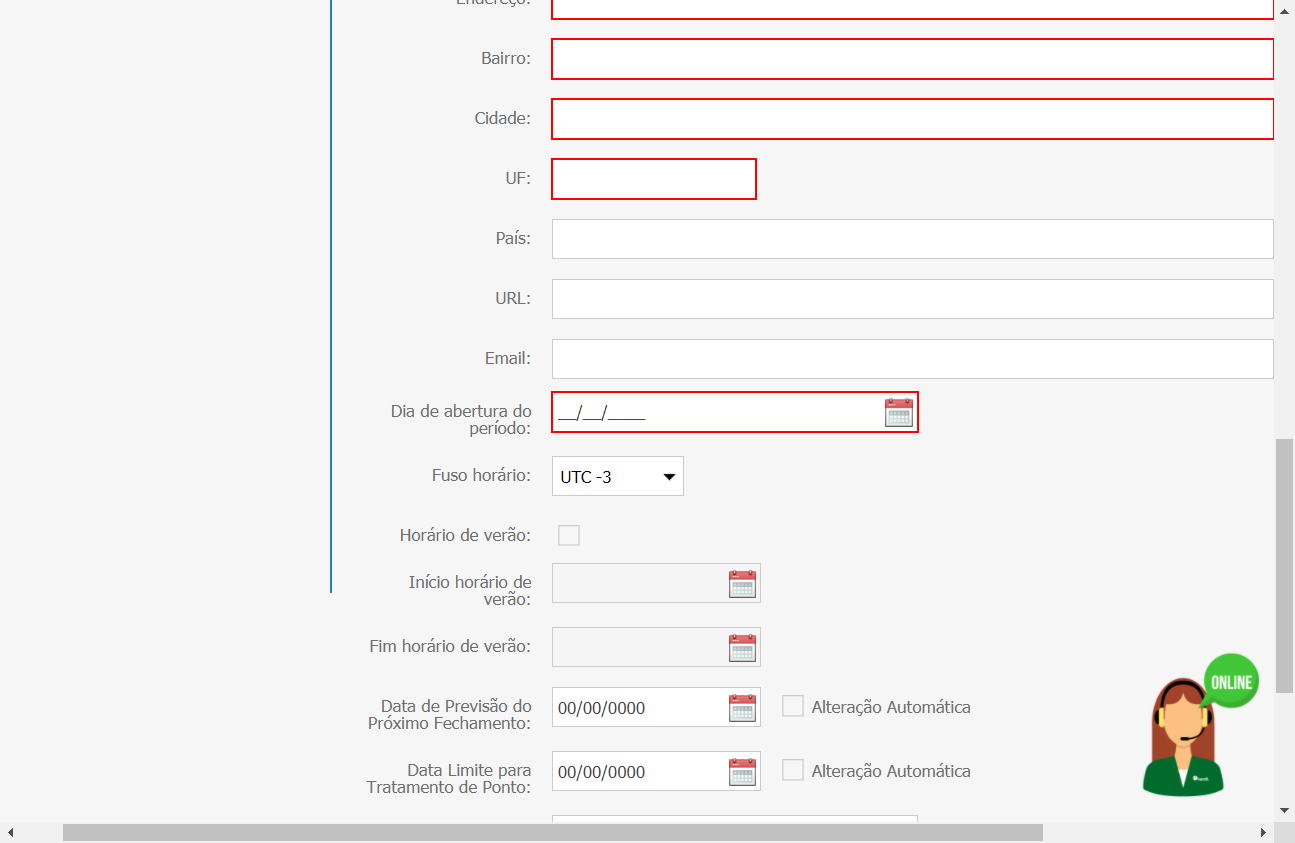 Endereço:
Bairro:
Cidade:
UF:
País:
URL:
Email:
Dia de abertura do
período:
__/__/____
Fuso horário:
UTC -3
Horário de verão:
Início horário de
verão:
Fim horário de verão:
Data de Previsão do
Próximo Fechamento:
00/00/0000
Alteração Automática
Data Limite para
Tratamento de Ponto:
00/00/0000
Alteração Automática
ONLINE